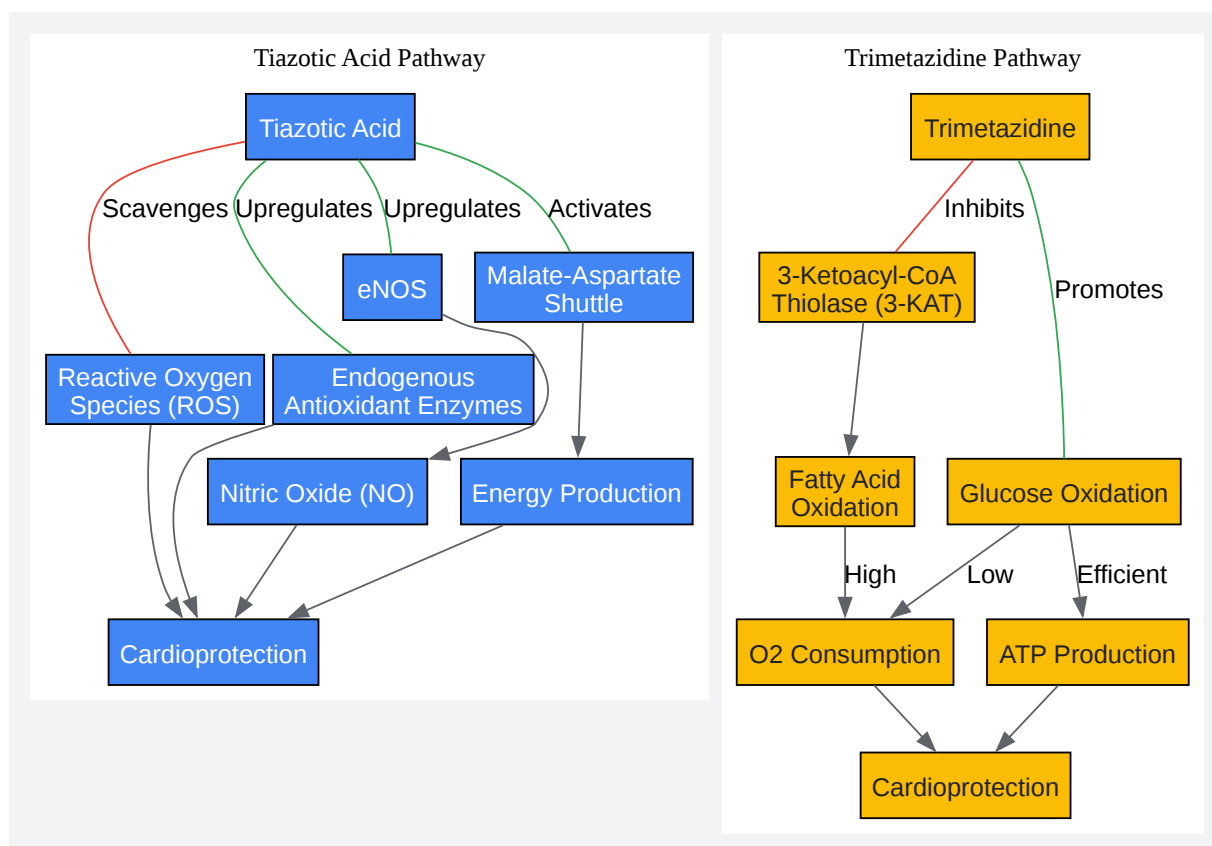 Tiazotic Acid Pathway
Tiazotic Acid
Scavenges
Upregulates
Upregulates
Activates
eNOS
Malate-Aspartate
Shuttle
Reactive Oxygen
Species (ROS)
Endogenous
Antioxidant Enzymes
Nitric Oxide (NO)
Energy Production
Cardioprotection
Trimetazidine Pathway
Trimetazidine
Inhibits
3-Ketoacyl-CoA
Thiolase (3-KAT)
Promotes
Fatty Acid
Oxidation
Glucose Oxidation
High
Low
Efficient
O2 Consumption
ATP Production
Cardioprotection